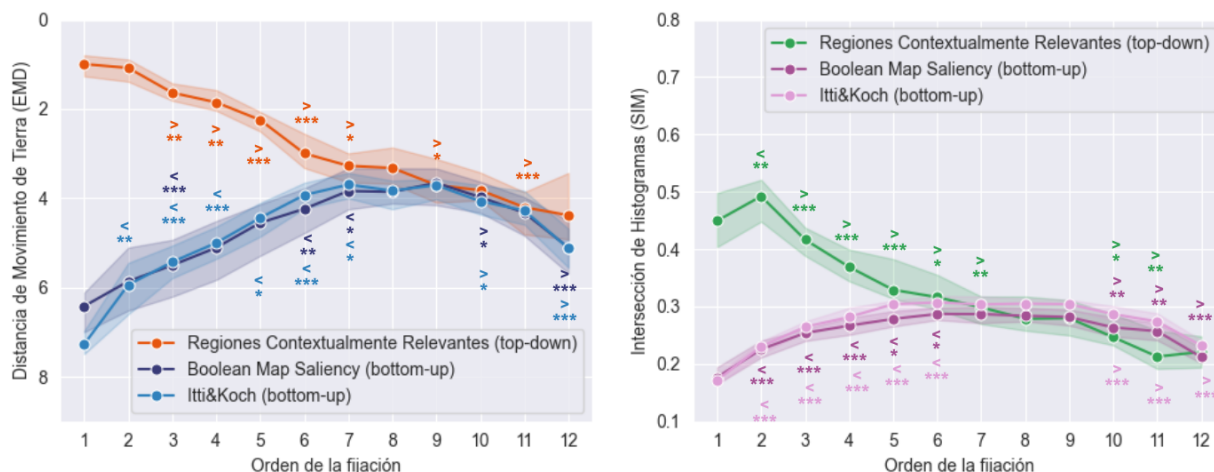 0
2
4
6
8
Distancia de Movimiento de Tierra (EMD)
> ** > ** > *** > *** > * > * > ***
< *** < ** < * > * > ***
< ** < *** < *** < * < *** < * > * > ***
Regiones Contextualmente Relevantes (top-down)
Boolean Map Saliency (bottom-up)
Itti&Koch (bottom-up)
1 2 3 4 5 6 7 8 9 10 11 12
Orden de la fijación
0.8
0.7
0.6
0.5
0.4
0.3
0.2
0.1
Intersección de Histogramas (SIM)
Regiones Contextualmente Relevantes (top-down)
Boolean Map Saliency (bottom-up)
Itti&Koch (bottom-up)
< ** > *** > *** > *** > * > ** > * > **
< *** < *** < *** < * < * > ** > ** > ***
< *** < *** < *** < *** < *** > *** > *** > ***
1 2 3 4 5 6 7 8 9 10 11 12
Orden de la fijación